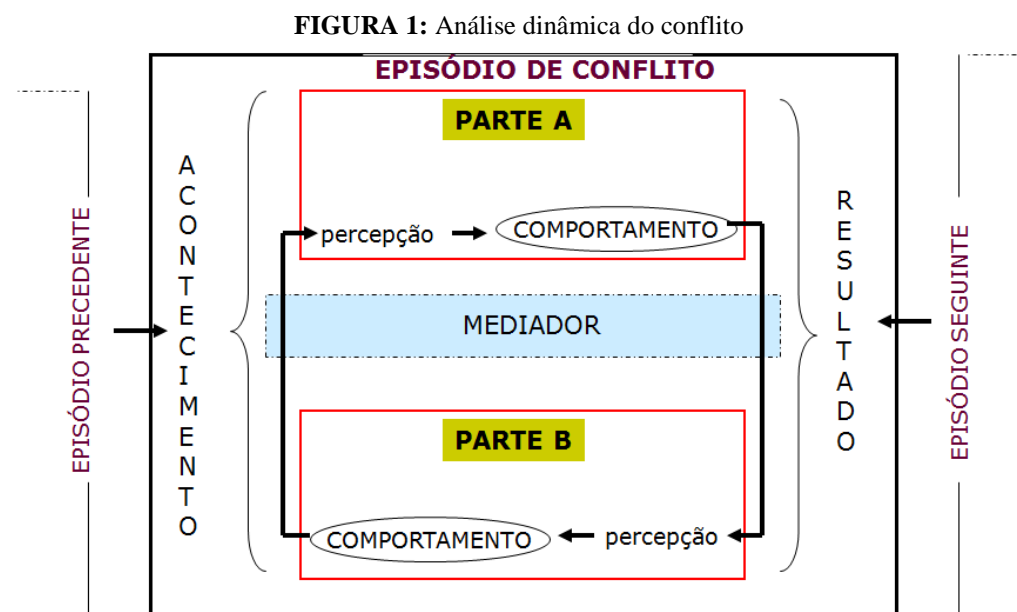 FIGURA 1: Análise dinâmica do conflito
EPISÓDIO DE CONFLITO
EPISÓDIO PRECEDENTE
ACONTECIMENTO
PARTE A
percepção
COMPORTAMENTO
MEDIADOR
PARTE B
COMPORTAMENTO
percepção
RESULTADO
EPISÓDIO SEGUINTE